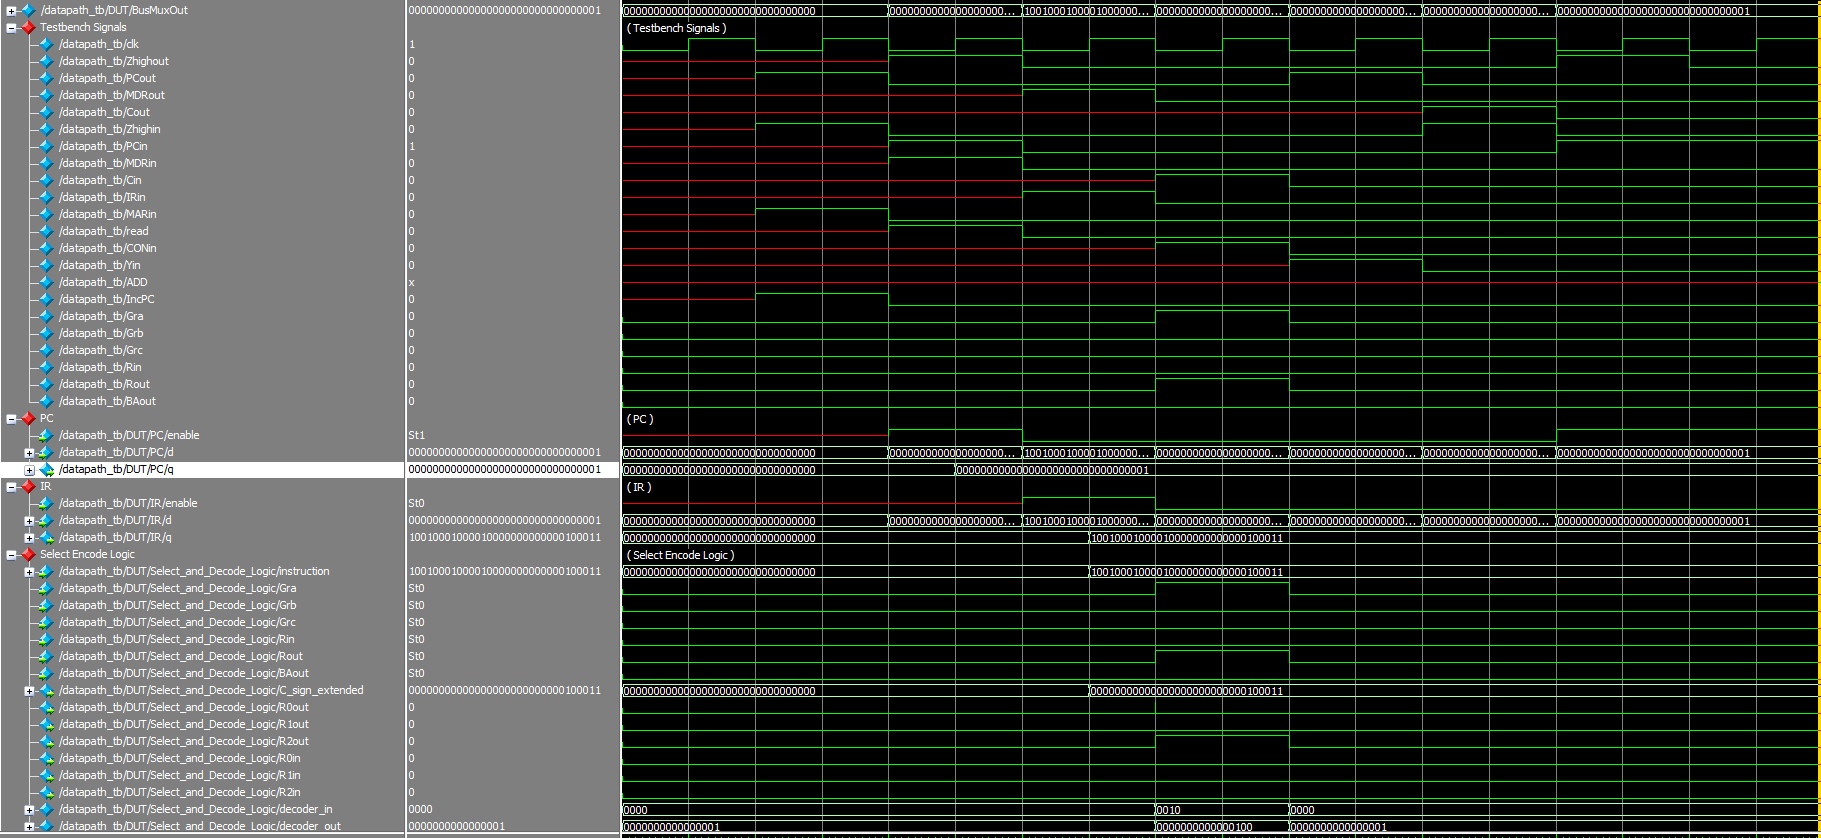 /datapath_tb/DUT/BusMuxOut 00000000000000000000000000000001 00000000000000000000000000000000 0000000000000000000... 1001000100001000000... 0000000000000000000... 0000000000000000000... 0000000000000000000... 00000000000000000000000000000001
Testbench Signals ( Testbench Signals )
/datapath_tb/clk 1
/datapath_tb/Zhighout 0
/datapath_tb/PCout 0
/datapath_tb/MDRout 0
/datapath_tb/Cout 0
/datapath_tb/Zhighin 0
/datapath_tb/PCin 1
/datapath_tb/MDRin 0
/datapath_tb/Cin 0
/datapath_tb/IRin 0
/datapath_tb/MARin 0
/datapath_tb/read 0
/datapath_tb/CONin 0
/datapath_tb/Yin 0
/datapath_tb/ADD x
/datapath_tb/IncPC 0
/datapath_tb/Gra 0
/datapath_tb/Grb 0
/datapath_tb/Grc 0
/datapath_tb/Rin 0
/datapath_tb/Rout 0
/datapath_tb/BAout 0
PC ( PC )
/datapath_tb/DUT/PC/enable St1
/datapath_tb/DUT/PC/d 00000000000000000000000000000001 00000000000000000000000000000000 0000000000000000000... 1001000100001000000... 0000000000000000000... 0000000000000000000... 0000000000000000000... 00000000000000000000000000000001
/datapath_tb/DUT/PC/q 00000000000000000000000000000001 00000000000000000000000000000000 00000000000000000000000000000001
IR ( IR )
/datapath_tb/DUT/IR/enable St0
/datapath_tb/DUT/IR/d 00000000000000000000000000000001 00000000000000000000000000000000 0000000000000000000... 1001000100001000000... 0000000000000000000... 0000000000000000000... 0000000000000000000... 00000000000000000000000000000001
/datapath_tb/DUT/IR/q 10010001000010000000000000100011 00000000000000000000000000000000 10010001000010000000000000100011
Select Encode Logic ( Select Encode Logic )
/datapath_tb/DUT/Select_and_Decode_Logic/instruction 10010001000010000000000000100011 00000000000000000000000000000000 10010001000010000000000000100011
/datapath_tb/DUT/Select_and_Decode_Logic/Gra St0
/datapath_tb/DUT/Select_and_Decode_Logic/Grb St0
/datapath_tb/DUT/Select_and_Decode_Logic/Grc St0
/datapath_tb/DUT/Select_and_Decode_Logic/Rin St0
/datapath_tb/DUT/Select_and_Decode_Logic/Rout St0
/datapath_tb/DUT/Select_and_Decode_Logic/BAout St0
/datapath_tb/DUT/Select_and_Decode_Logic/C_sign_extended 00000000000000000000000000100011 00000000000000000000000000000000 00000000000000000000000000100011
/datapath_tb/DUT/Select_and_Decode_Logic/R0out 0
/datapath_tb/DUT/Select_and_Decode_Logic/R1out 0
/datapath_tb/DUT/Select_and_Decode_Logic/R2out 0
/datapath_tb/DUT/Select_and_Decode_Logic/R0in 0
/datapath_tb/DUT/Select_and_Decode_Logic/R1in 0
/datapath_tb/DUT/Select_and_Decode_Logic/R2in 0
/datapath_tb/DUT/Select_and_Decode_Logic/decoder_in 0000 0000 0010 0000
/datapath_tb/DUT/Select_and_Decode_Logic/decoder_out 0000000000000001 0000000000000001 0000000000000100 0000000000000001